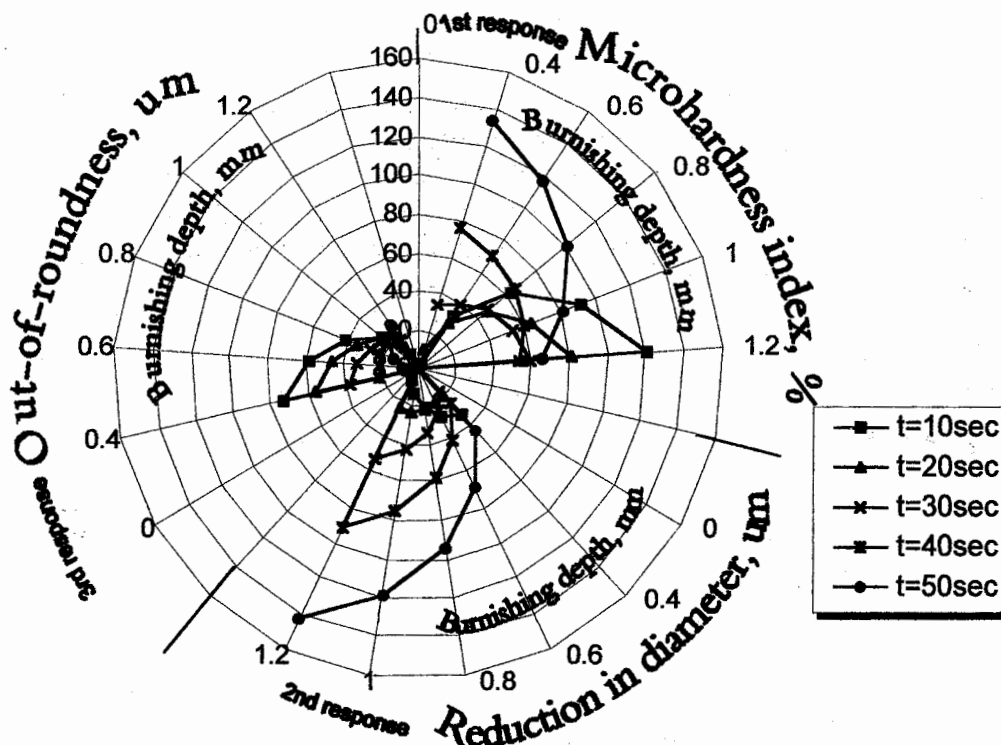 0
1st response
Microhardness index, %
0.4
0.6
0.8
1
1.2
Burnishing depth, mm
160
140
120
100
80
60
40
20
0
0.4
0.6
0.8
1
1.2
Burnishing depth, mm
Reduction in diameter, um
2nd response
0
0.4
0.6
0.8
1
1.2
Burnishing depth, mm
Out-of-roundness, um
3rd response
t=10sec
t=20sec
t=30sec
t=40sec
t=50sec